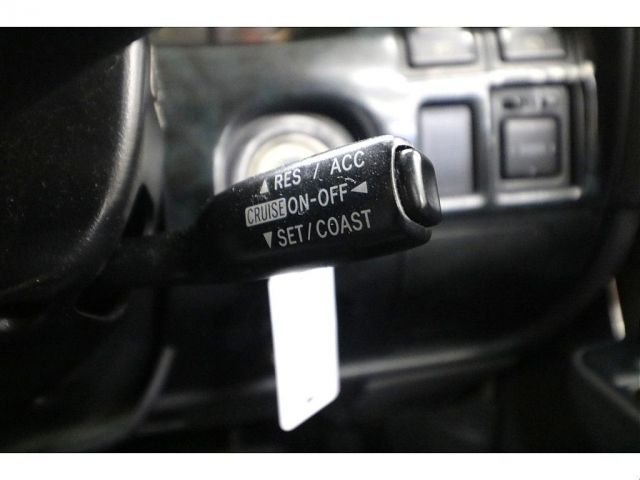 ▲RES / ACC
CRUISE ON-OFF◀
▼SET/COAST